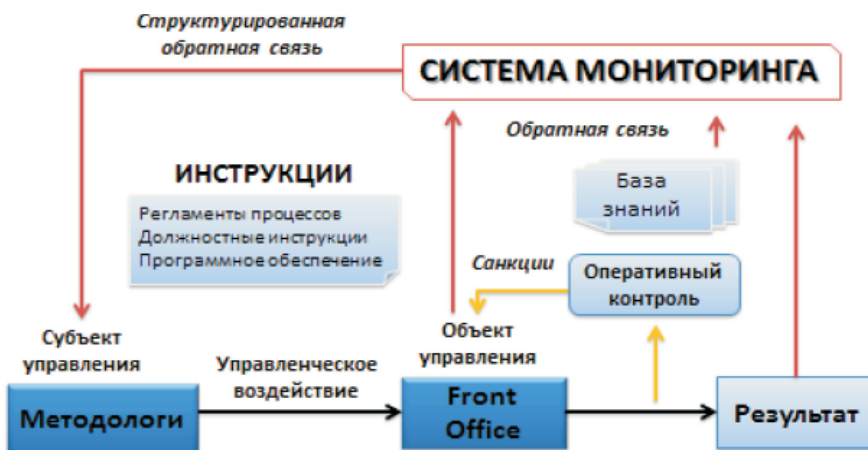 Структурированная
обратная связь
СИСТЕМА МОНИТОРИНГА
Обратная связь
База
знаний
ИНСТРУКЦИИ
Регламенты процессов
Должностные инструкции
Программное обеспечение
Санкции
Оперативный
контроль
Субъект
управления
Управленческое
воздействие
Объект
управления
Методологи
Front
Office
Результат